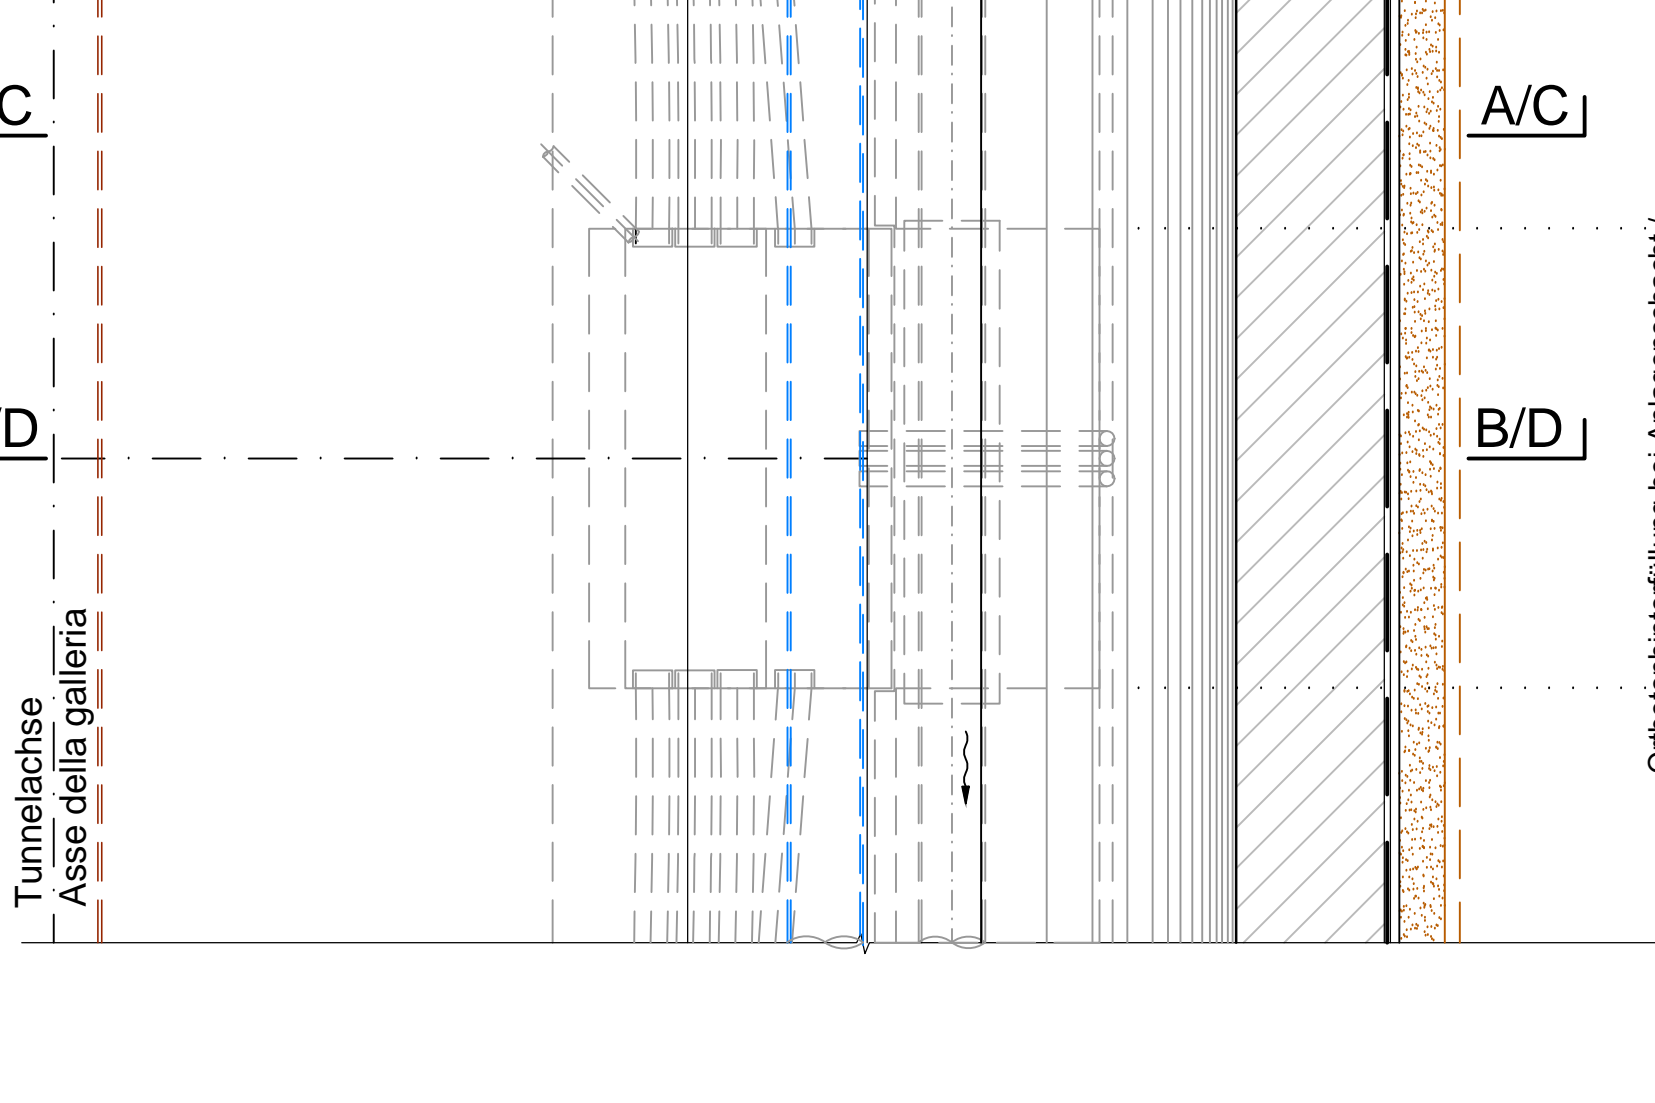 C
A/C
/D
B/D
Tunnelachse
Asse della galleria